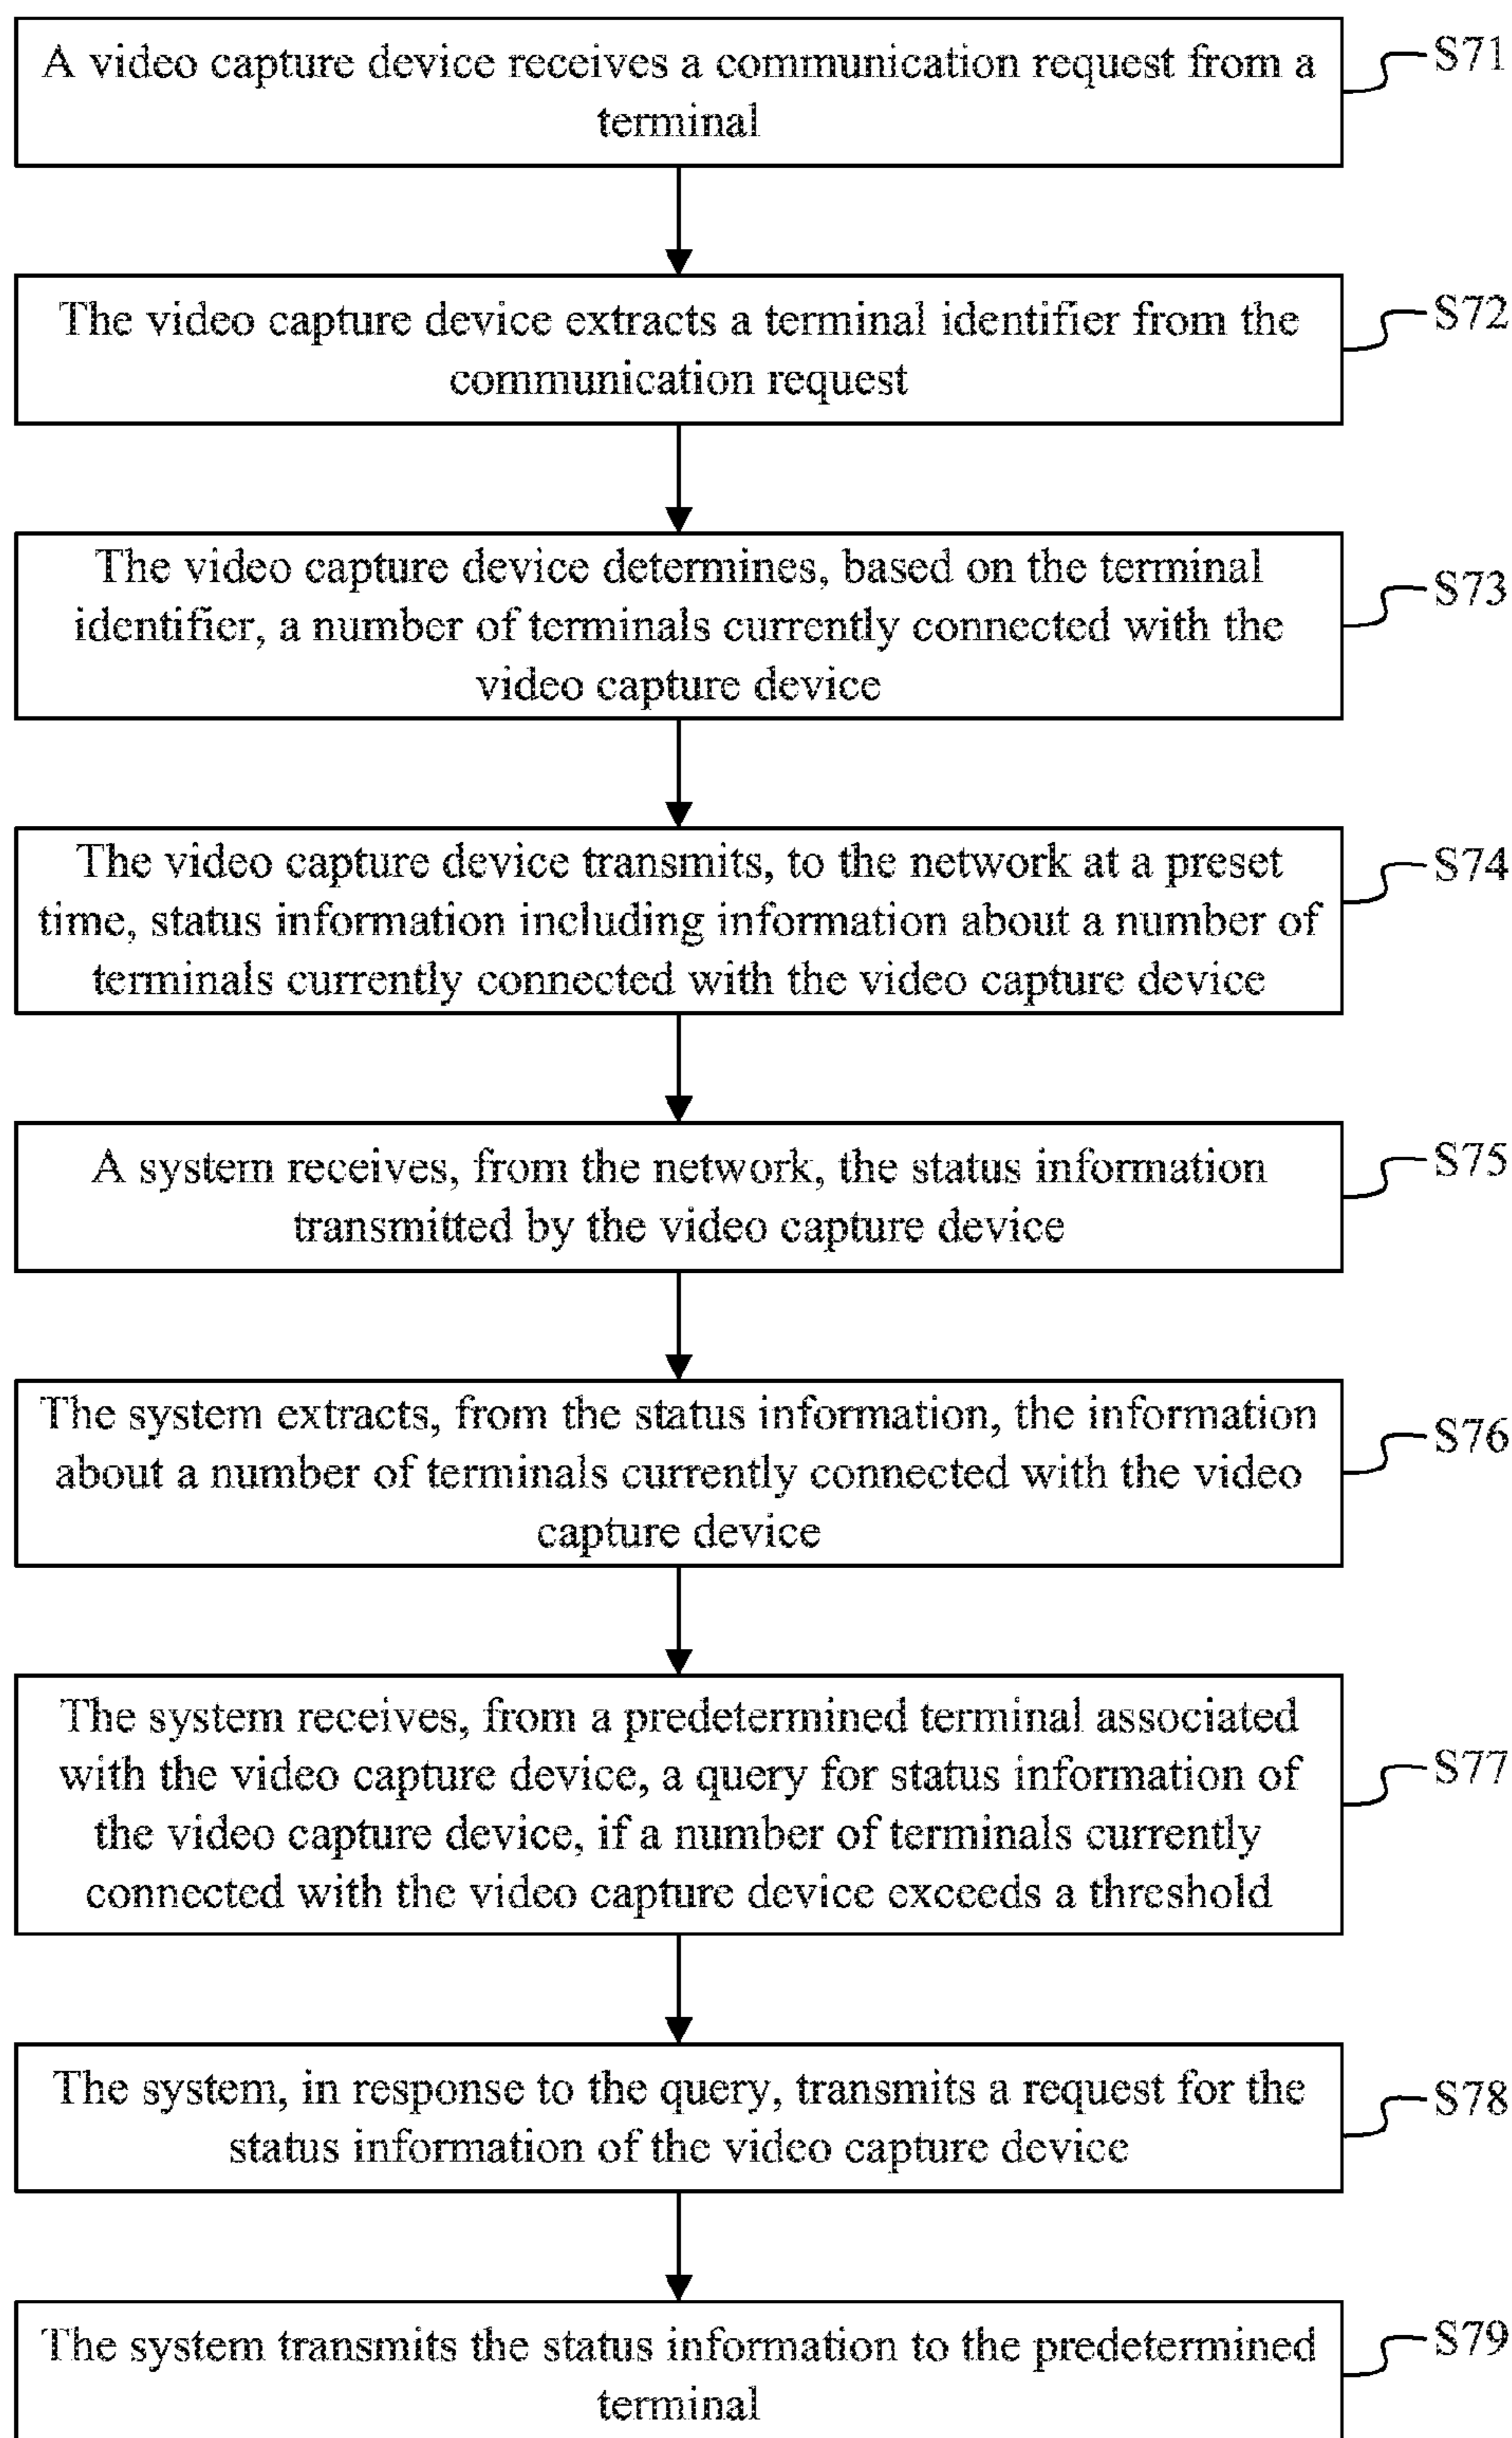 A video capture device receives a communication request from a
terminal
S71
The video capture device extracts a terminal identifier from the
communication request
S72
The video capture device determines, based on the terminal
identifier, a number of terminals currently connected with the
video capture device
S73
The video capture device transmits, to the network at a preset
time, status information including information about a number of
terminals currently connected with the video capture device
S74
A system receives, from the network, the status information
transmitted by the video capture device
S75
The system extracts, from the status information, the information
about a number of terminals currently connected with the video
capture device
S76
The system receives, from a predetermined terminal associated
with the video capture device, a query for status information of
the video capture device, if a number of terminals currently
connected with the video capture device exceeds a threshold
S77
The system, in response to the query, transmits a request for the
status information of the video capture device
S78
The system transmits the status information to the predetermined
terminal
S79